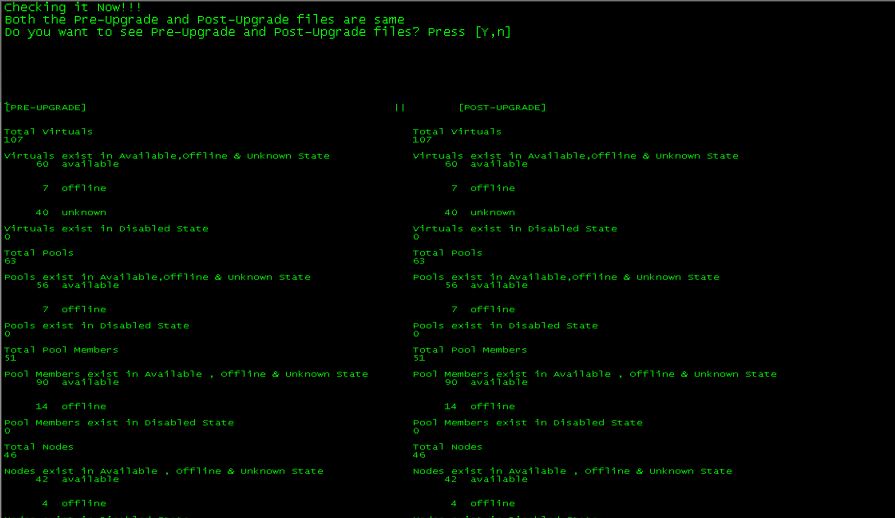 Checking it Now!!!
Both the Pre-Upgrade and Post-Upgrade files are same
Do you want to see Pre-Upgrade and Post-Upgrade files? Press [Y,n]
[PRE-UPGRADE] || [POST-UPGRADE]
Total Virtuals Total Virtuals
107 107
Virtuals exist in Available,Offline & Unknown State Virtuals exist in Available,Offline & Unknown State
60 available 60 available
7 offline 7 offline
40 unknown 40 unknown
Virtuals exist in Disabled State Virtuals exist in Disabled State
0 0
Total Pools Total Pools
63 63
Pools exist in Available,Offline & Unknown State Pools exist in Available,Offline & Unknown State
56 available 56 available
7 offline 7 offline
Pools exist in Disabled State Pools exist in Disabled State
0 0
Total Pool Members Total Pool Members
51 51
Pool Members exist in Available , Offline & Unknown State Pool Members exist in Available , Offline & Unknown State
90 available 90 available
14 offline 14 offline
Pool Members exist in Disabled State Pool Members exist in Disabled State
0 0
Total Nodes Total Nodes
46 46
Nodes exist in Available , Offline & Unknown State Nodes exist in Available , Offline & Unknown State
42 available 42 available
4 offline 4 offline